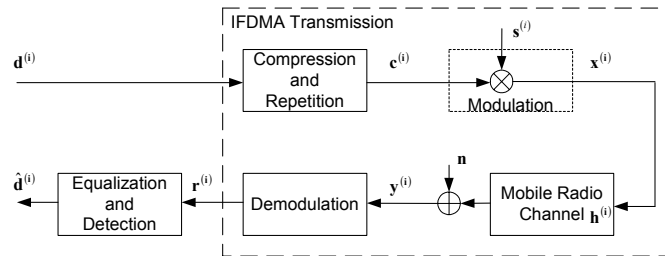 IFDMA Transmission
s^(i)
d^(i)
Compression
and
Repetition
c^(i)
x^(i)
Modulation
d̂^(i)
Equalization
and
Detection
r^(i)
Demodulation
y^(i)
n
Mobile Radio
Channel h^(i)